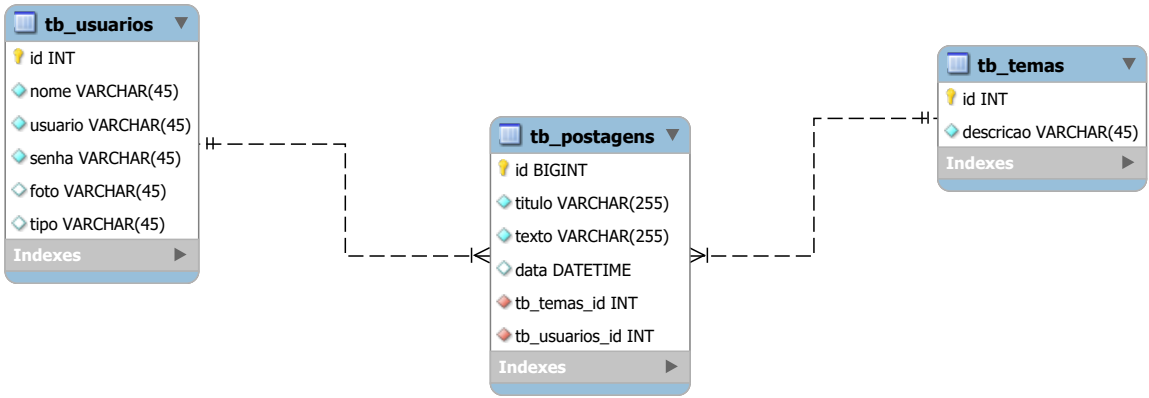 tb_usuarios
id INT
nome VARCHAR(45)
usuario VARCHAR(45)
senha VARCHAR(45)
foto VARCHAR(45)
tipo VARCHAR(45)
Indexes
tb_postagens
id BIGINT
titulo VARCHAR(255)
texto VARCHAR(255)
data DATETIME
tb_temas_id INT
tb_usuarios_id INT
Indexes
tb_temas
id INT
descricao VARCHAR(45)
Indexes